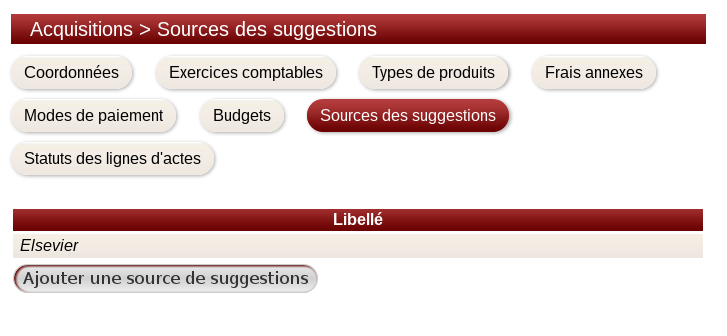 Acquisitions > Sources des suggestions
Coordonnées Exercices comptables Types de produits Frais annexes
Modes de paiement Budgets Sources des suggestions
Statuts des lignes d'actes
Libellé
Elsevier
Ajouter une source de suggestions